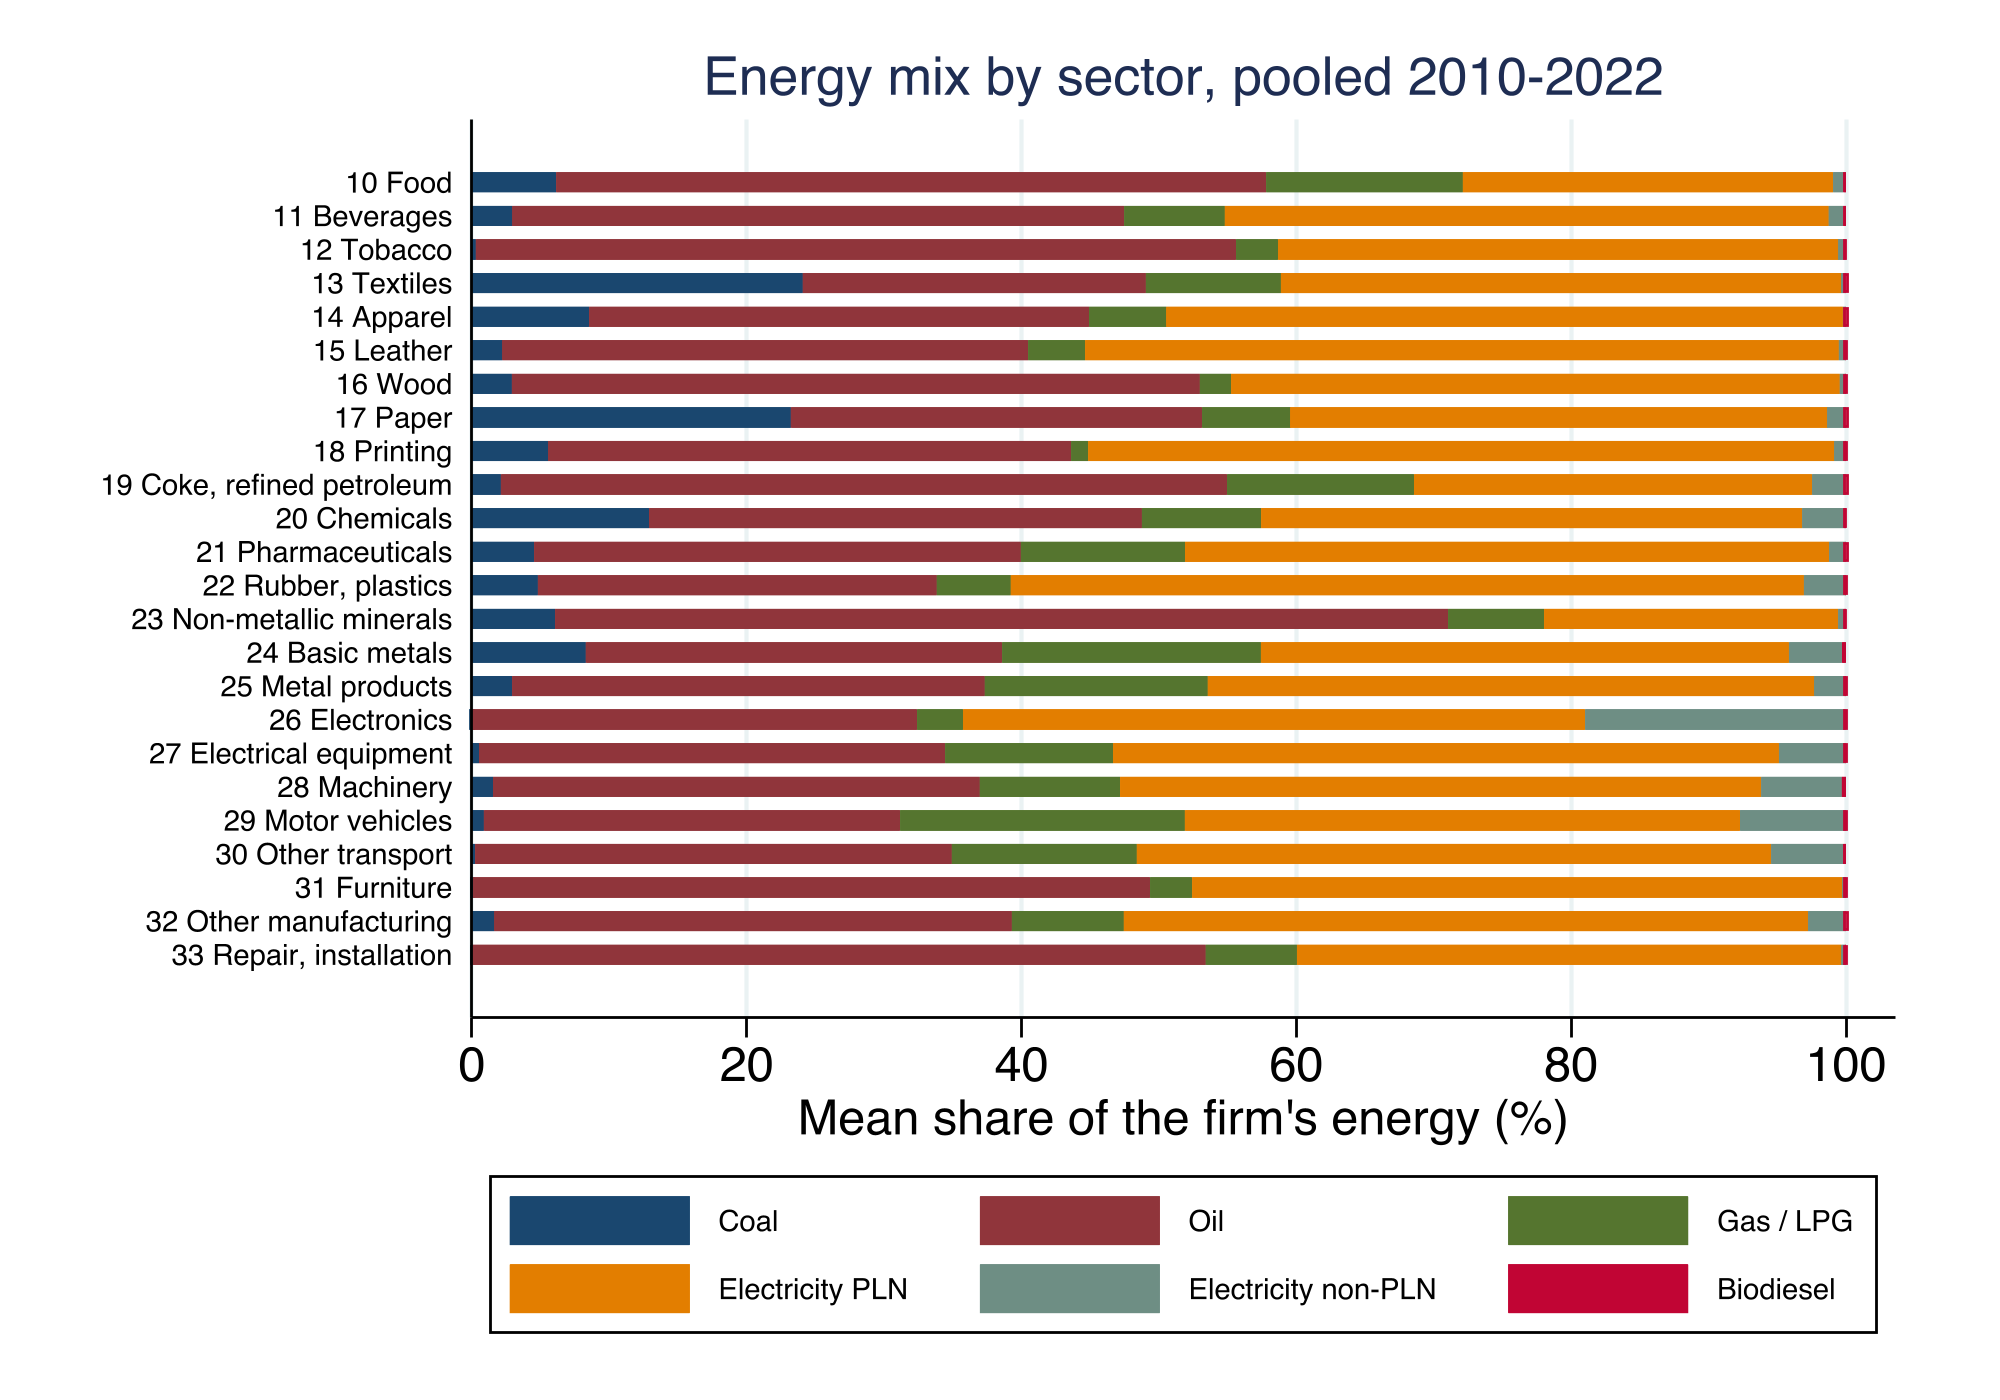 Energy mix by sector, pooled 2010-2022
10 Food
11 Beverages
12 Tobacco
13 Textiles
14 Apparel
15 Leather
16 Wood
17 Paper
18 Printing
19 Coke, refined petroleum
20 Chemicals
21 Pharmaceuticals
22 Rubber, plastics
23 Non-metallic minerals
24 Basic metals
25 Metal products
26 Electronics
27 Electrical equipment
28 Machinery
29 Motor vehicles
30 Other transport
31 Furniture
32 Other manufacturing
33 Repair, installation
0 20 40 60 80 100
Mean share of the firm's energy (%)
Coal Oil Gas / LPG
Electricity PLN Electricity non-PLN Biodiesel